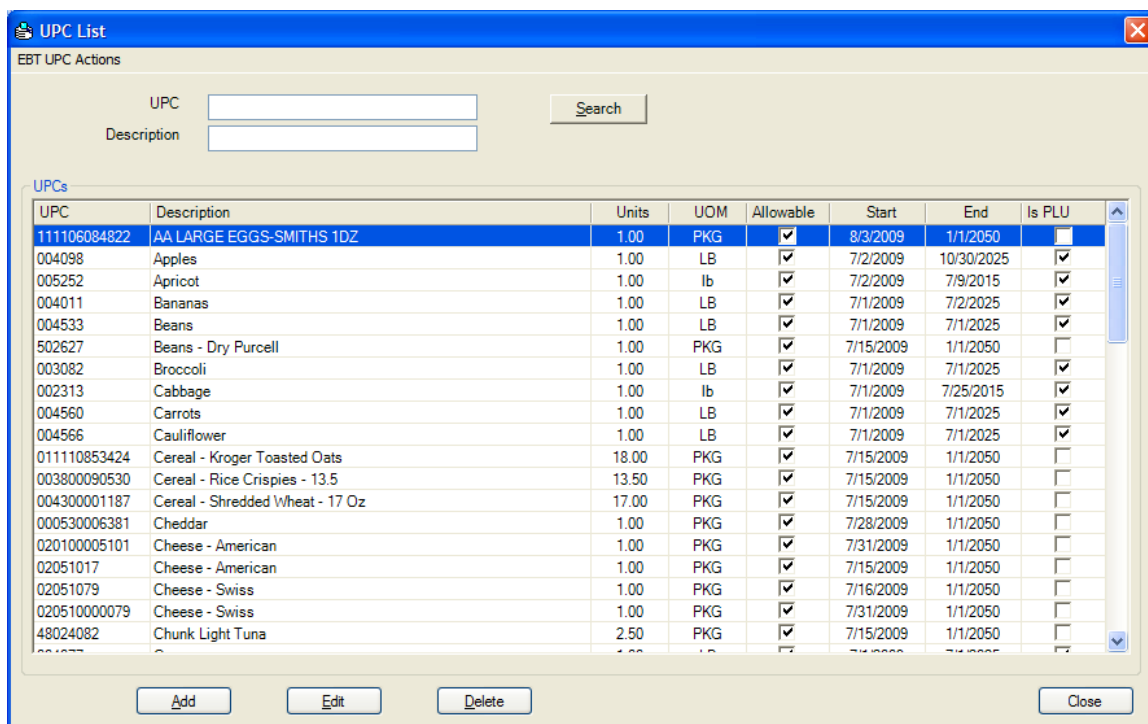 UPC List
EBT UPC Actions
UPC
Search
Description
UPCs
UPC Description Units UOM Allowable Start End Is PLU
111106084822 AA LARGE EGGS-SMITHS 1DZ 1.00 PKG 8/3/2009 1/1/2050
004098 Apples 1.00 LB 7/2/2009 10/30/2025
005252 Apricot 1.00 lb 7/2/2009 7/9/2015
004011 Bananas 1.00 LB 7/1/2009 7/2/2025
004533 Beans 1.00 LB 7/1/2009 7/1/2025
502627 Beans - Dry Purcell 1.00 PKG 7/15/2009 1/1/2050
003082 Broccoli 1.00 LB 7/1/2009 7/1/2025
002313 Cabbage 1.00 lb 7/1/2009 7/25/2015
004560 Carrots 1.00 LB 7/1/2009 7/1/2025
004566 Cauliflower 1.00 LB 7/1/2009 7/1/2025
011110853424 Cereal - Kroger Toasted Oats 18.00 PKG 7/15/2009 1/1/2050
003800090530 Cereal - Rice Crispies - 13.5 13.50 PKG 7/15/2009 1/1/2050
004300001187 Cereal - Shredded Wheat - 17 Oz 17.00 PKG 7/15/2009 1/1/2050
000530006381 Cheddar 1.00 PKG 7/28/2009 1/1/2050
020100005101 Cheese - American 1.00 PKG 7/31/2009 1/1/2050
02051017 Cheese - American 1.00 PKG 7/15/2009 1/1/2050
02051079 Cheese - Swiss 1.00 PKG 7/16/2009 1/1/2050
020510000079 Cheese - Swiss 1.00 PKG 7/31/2009 1/1/2050
48024082 Chunk Light Tuna 2.50 PKG 7/15/2009 1/1/2050
Add Edit Delete Close